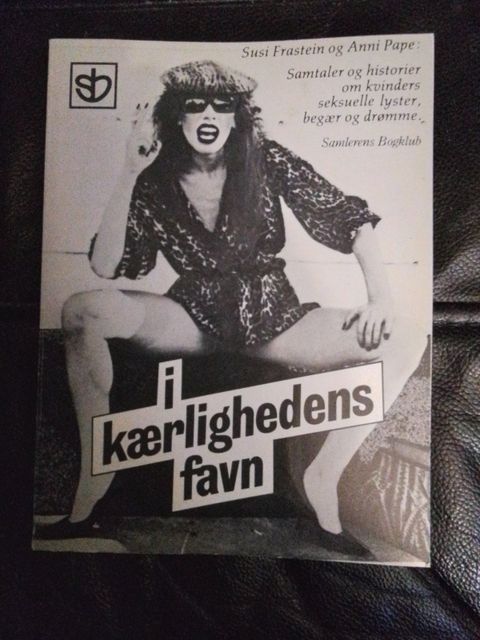 Susi Frastein og Anni Pape:
Samtaler og historier
om kvinders
seksuelle lyster,
begær og drømme.
Samlerens Bogklub
sb
i
kærlighedens
favn